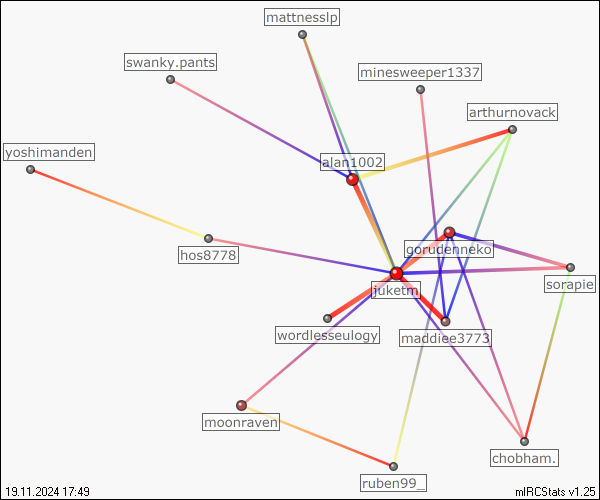 mattnesslp
swanky.pants
minesweeper1337
arthurnovack
yoshimanden
alan1002
gorudenneko
hos8778
sorapie
juketm
wordlesseulogy
maddiee3773
moonraven
chobham.
ruben99_
19.11.2024 17:49
mIRCStats v1.25